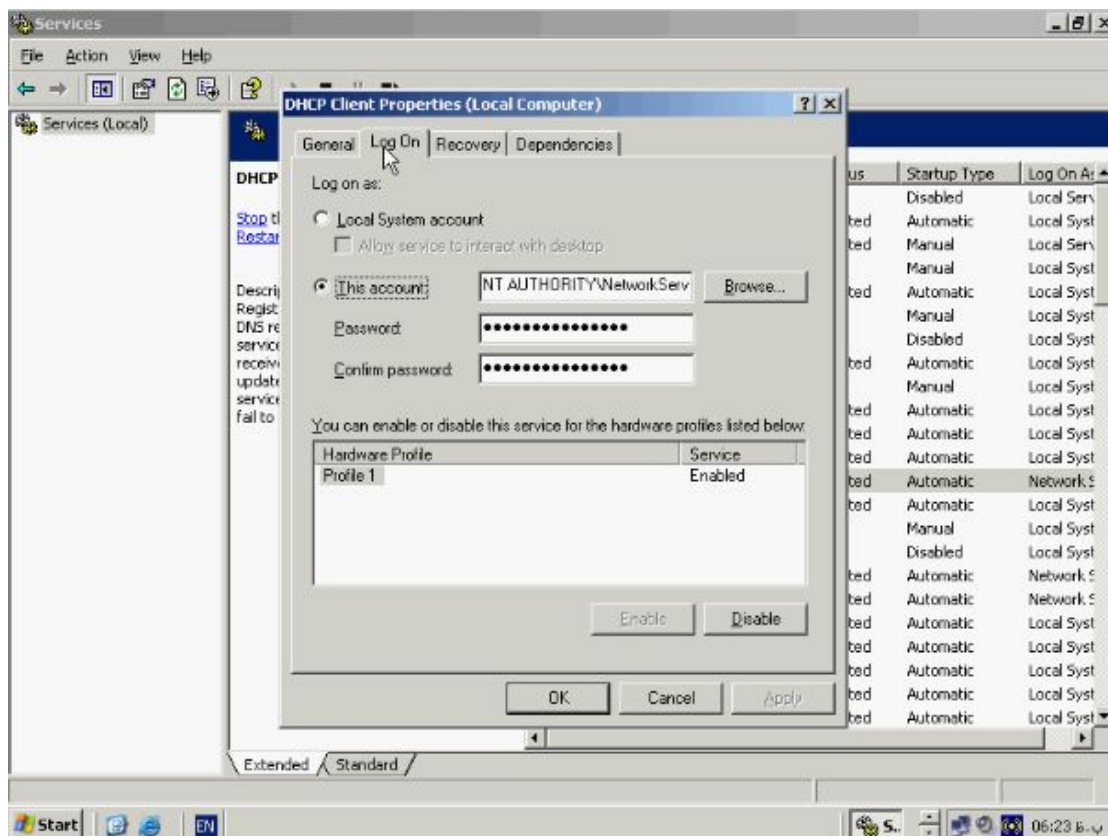 Services
File Action View Help
Services (Local)
DHCP Client Properties (Local Computer)
General Log On Recovery Dependencies
Log on as:
Local System account
Allow service to interact with desktop
This account: NT AUTHORITY\NetworkServ Browse...
Password:
Confirm password:
You can enable or disable this service for the hardware profiles listed below:
Hardware Profile Service
Profile 1 Enabled
Enable Disable
OK Cancel Apply
DHCP
Stop
Restar
Descri
Regist
DNS re
service
receiv
update
service
fail to
us Startup Type Log On As
Disabled Local Serv
ted Automatic Local Syst
ted Manual Local Serv
Manual Local Syst
ted Automatic Local Syst
Manual Local Syst
Disabled Local Syst
ted Automatic Local Syst
Manual Local Syst
ted Automatic Local Syst
ted Automatic Local Syst
ted Automatic Local Syst
ted Automatic Network S
ted Automatic Local Syst
Manual Local Syst
Disabled Local Syst
ted Automatic Network S
ted Automatic Network S
ted Automatic Local Syst
ted Automatic Local Syst
ted Automatic Local Syst
ted Automatic Local Syst
ted Automatic Local Syst
Extended Standard
Start EN S.. 06:23 ب.ظ